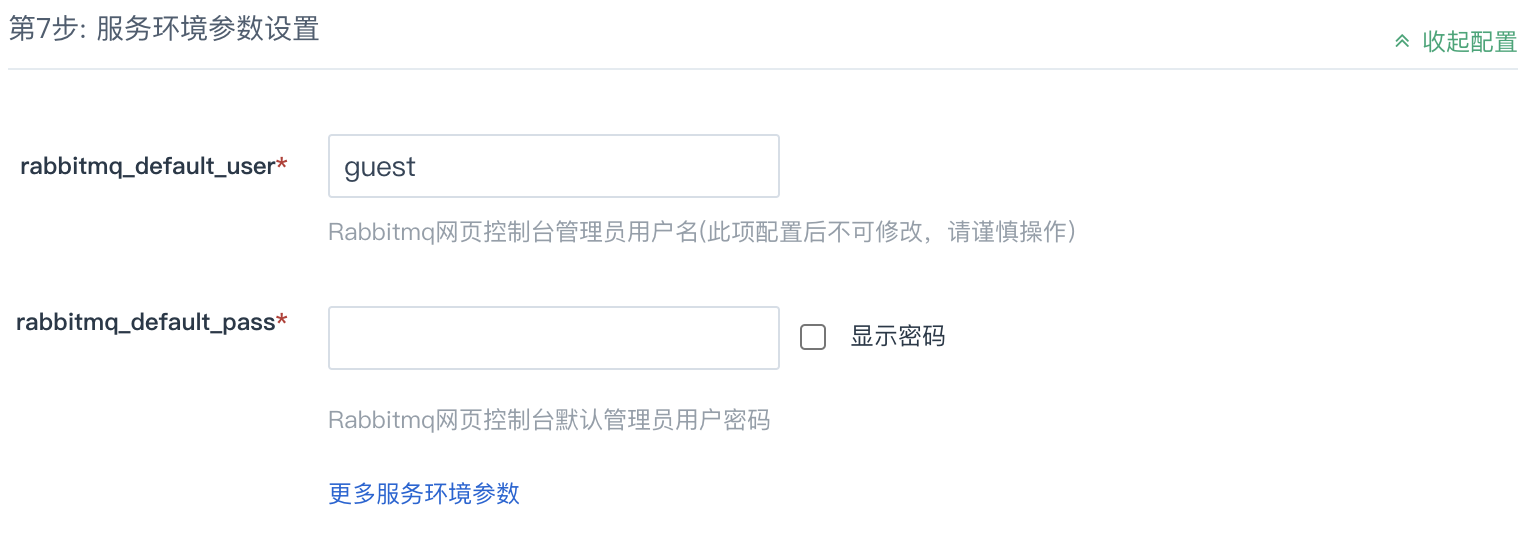 第7步: 服务环境参数设置
收起配置
rabbitmq_default_user*
guest
Rabbitmq网页控制台管理员用户名(此项配置后不可修改，请谨慎操作）
rabbitmq_default_pass*
显示密码
Rabbitmq网页控制台默认管理员用户密码
更多服务环境参数